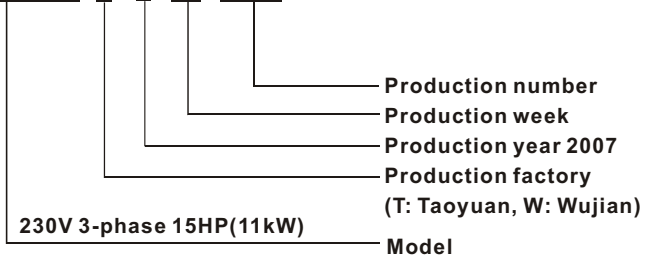 Production number
Production week
Production year 2007
Production factory
(T: Taoyuan, W: Wujian)
230V 3-phase 15HP(11kW)
Model